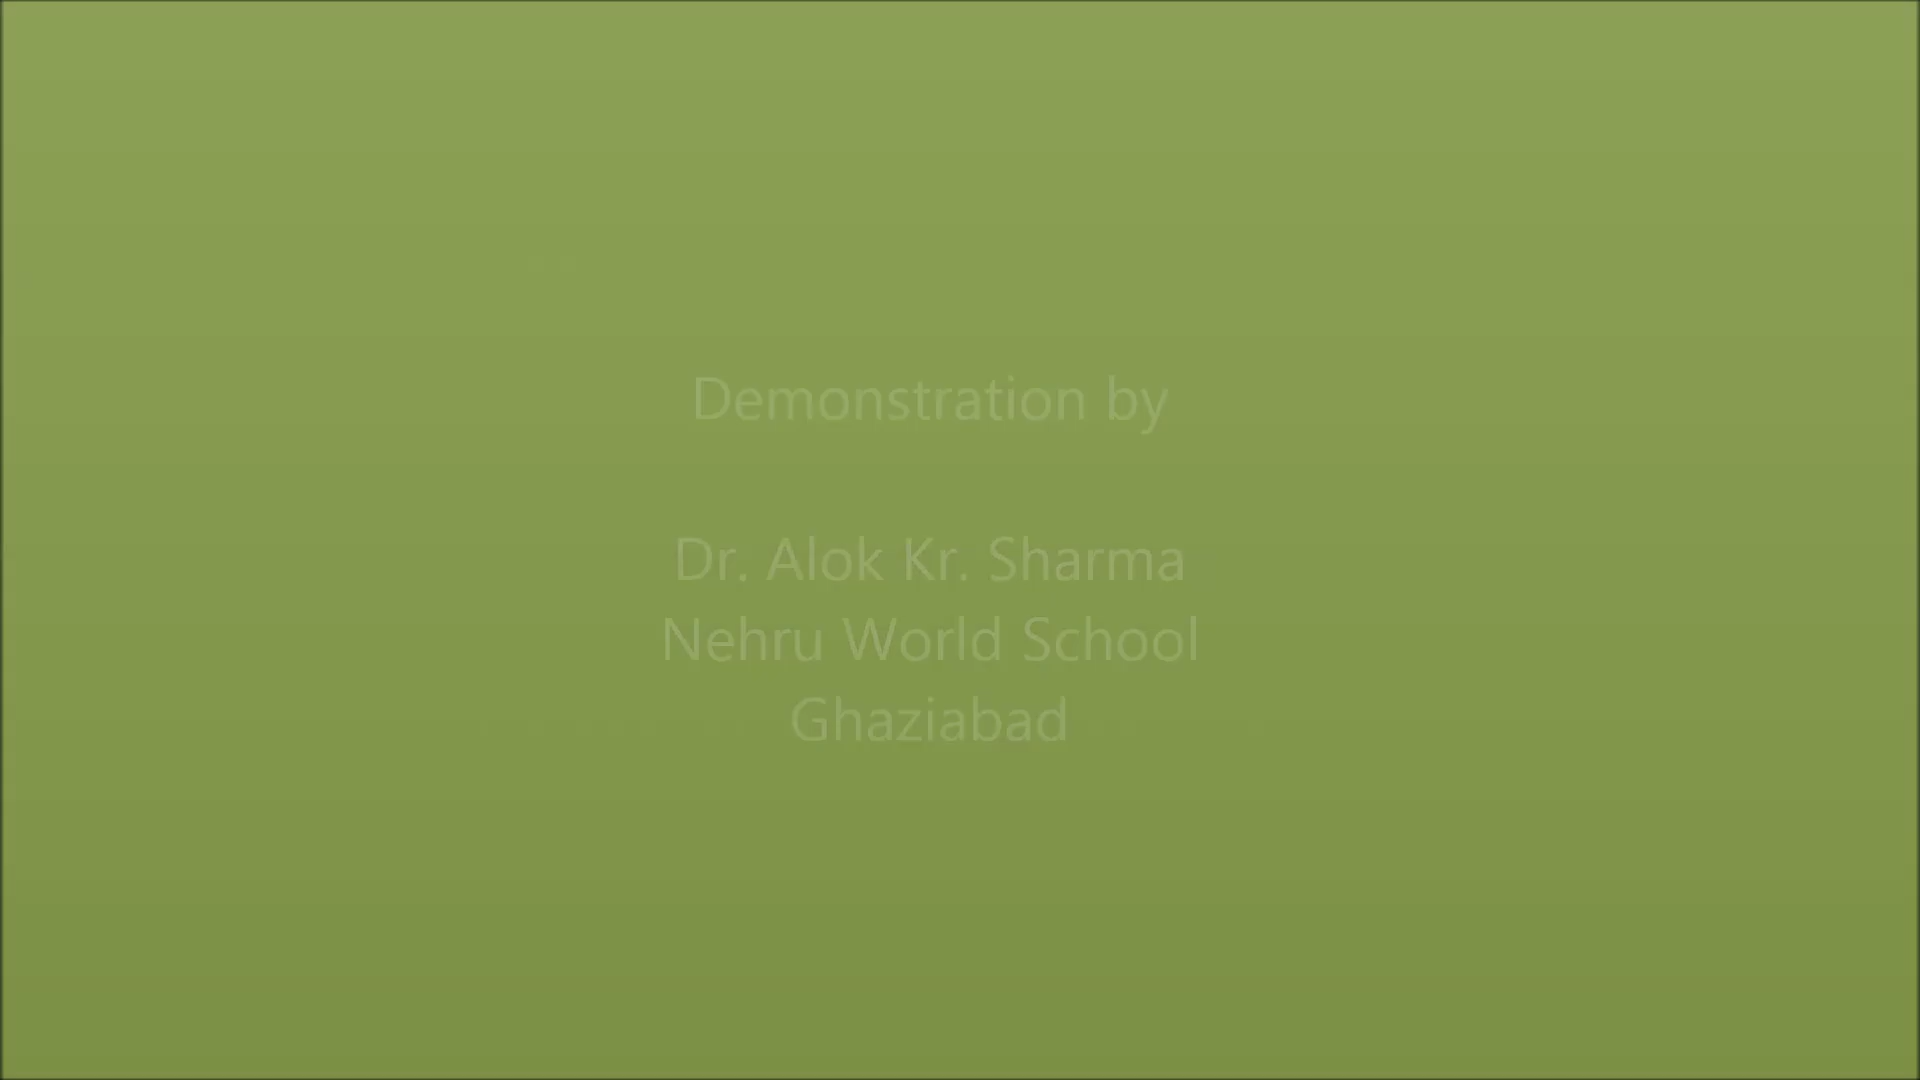 Demonstration by
Dr. Alok Kr. Sharma
Nehru World School
Ghaziabad